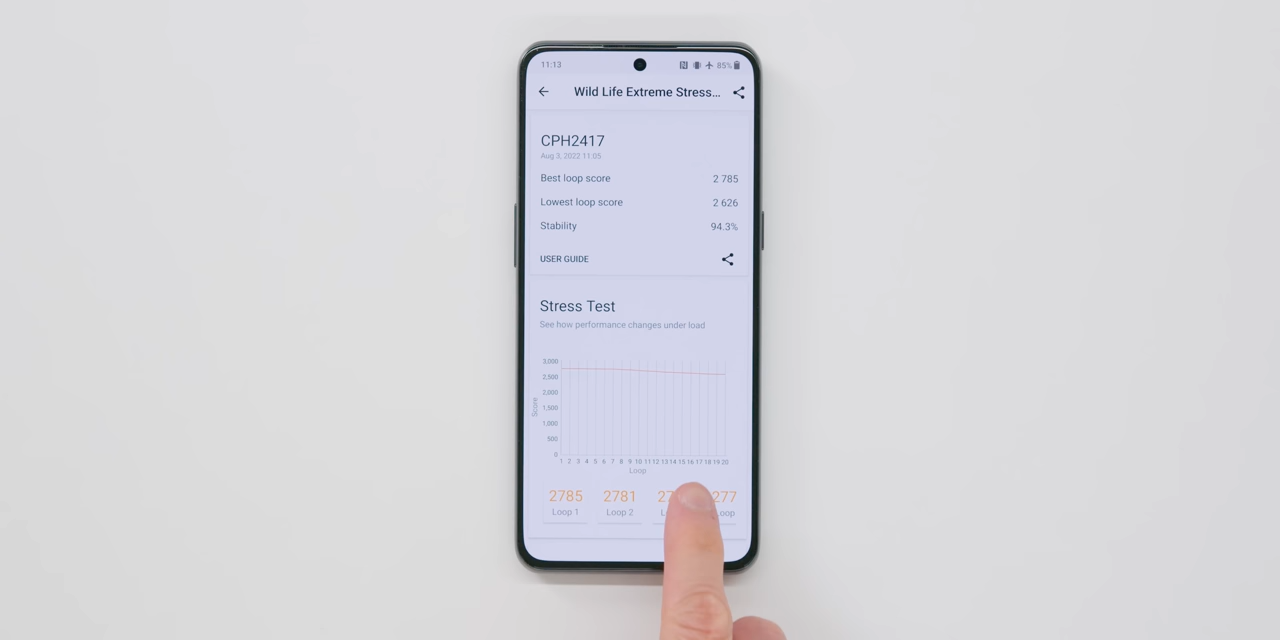 11:13 85%
Wild Life Extreme Stress...
CPH2417
Aug 3, 2022 11:05
Best loop score 2 785
Lowest loop score 2 626
Stability 94.3%
USER GUIDE
Stress Test
See how performance changes under load
3,000
2,500
2,000
1,500
1,000
500
0
Score
1 2 3 4 5 6 7 8 9 10 11 12 13 14 15 16 17 18 19 20
Loop
2785 2781 27 277
Loop 1 Loop 2 L oop